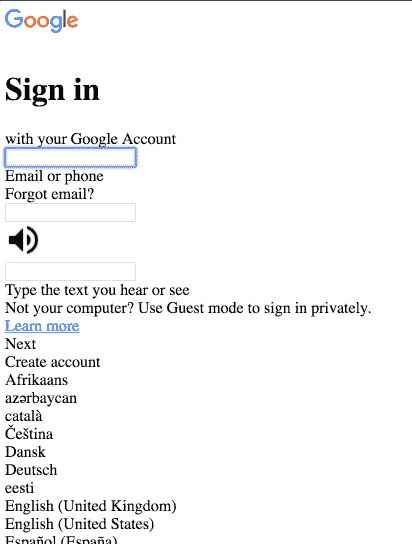 Google
Sign in
with your Google Account
Email or phone
Forgot email?
Type the text you hear or see
Not your computer? Use Guest mode to sign in privately.
Learn more
Next
Create account
Afrikaans
azərbaycan
català
Čeština
Dansk
Deutsch
eesti
English (United Kingdom)
English (United States)
Español (España)